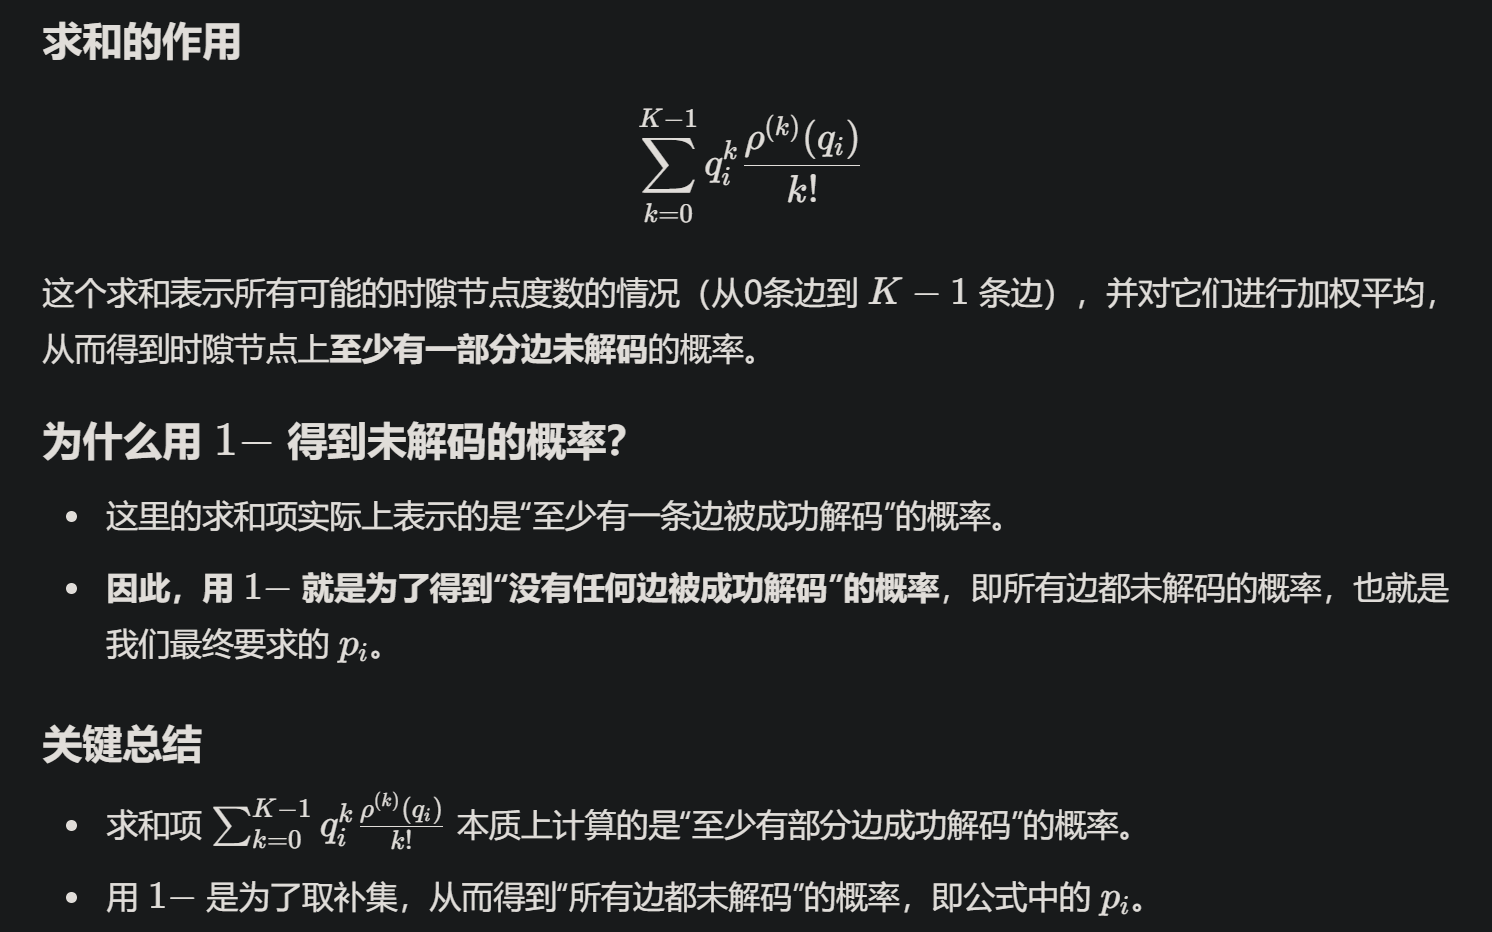 求和的作用
$$\sum_{k=0}^{K-1} q_i^k \frac{\rho^{(k)}(q_i)}{k!}$$
这个求和表示所有可能的时隙节点度数的情况（从0条边到 $K-1$ 条边），并对它们进行加权平均，
从而得到时隙节点上至少有一部分边未解码的概率。
为什么用 $1-$ 得到未解码的概率？
• 这里的求和项实际上表示的是“至少有一条边被成功解码”的概率。
• 因此，用 $1-$ 就是为了得到“没有任何边被成功解码”的概率，即所有边都未解码的概率，也就是
我们最终要求的 $p_i$。
关键总结
• 求和项 $\sum_{k=0}^{K-1} q_i^k \frac{\rho^{(k)}(q_i)}{k!}$ 本质上计算的是“至少有部分边成功解码”的概率。
• 用 $1-$ 是为了取补集，从而得到“所有边都未解码”的概率，即公式中的 $p_i$。